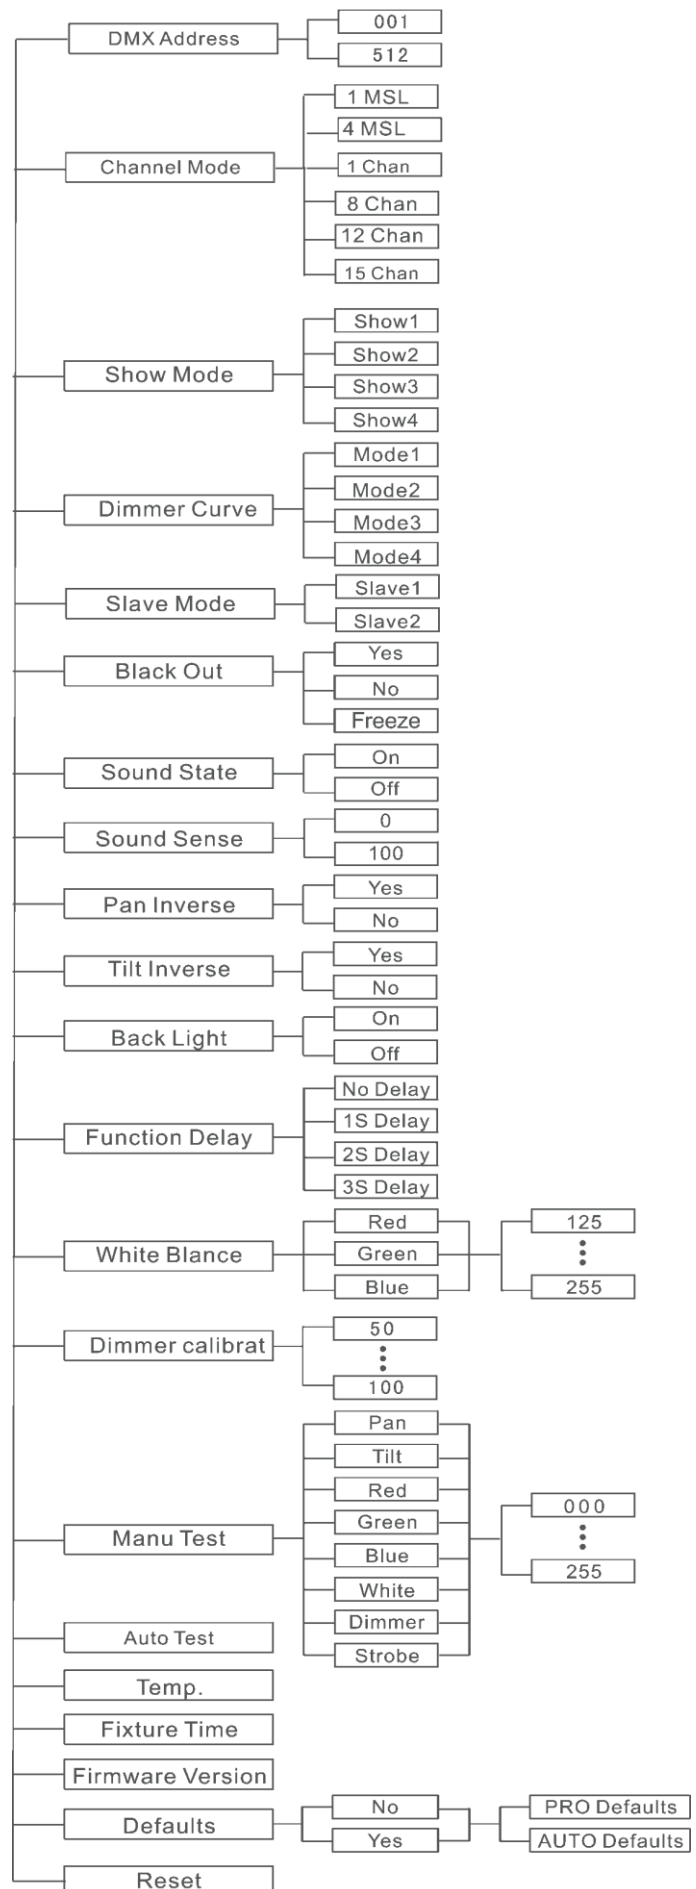 DMX Address
001
512
Channel Mode
1 MSL
4 MSL
1 Chan
8 Chan
12 Chan
15 Chan
Show Mode
Show1
Show2
Show3
Show4
Dimmer Curve
Mode1
Mode2
Mode3
Mode4
Slave Mode
Slave1
Slave2
Black Out
Yes
No
Freeze
Sound State
On
Off
Sound Sense
0
100
Pan Inverse
Yes
No
Tilt Inverse
Yes
No
Back Light
On
Off
Function Delay
No Delay
1S Delay
2S Delay
3S Delay
White Blance
Red
Green
Blue
125
255
Dimmer calibrat
50
100
Manu Test
Pan
Tilt
Red
Green
Blue
White
Dimmer
Strobe
000
255
Auto Test
Temp.
Fixture Time
Firmware Version
Defaults
No
Yes
PRO Defaults
AUTO Defaults
Reset